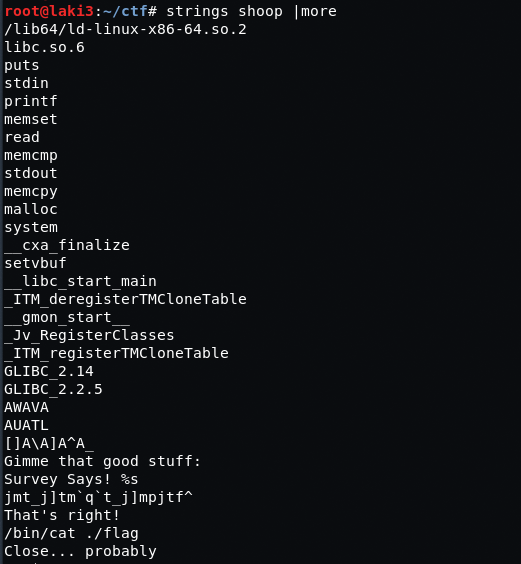 root@laki3:~/ctf# strings shoop |more
/lib64/ld-linux-x86-64.so.2
libc.so.6
puts
stdin
printf
memset
read
memcmp
stdout
memcpy
malloc
system
__cxa_finalize
setvbuf
__libc_start_main
_ITM_deregisterTMCloneTable
__gmon_start__
_Jv_RegisterClasses
_ITM_registerTMCloneTable
GLIBC_2.14
GLIBC_2.2.5
AWAVA
AUATL
[]A\A]A^A_
Gimme that good stuff:
Survey Says! %s
jmt_j]tm`q`t_j]mpjtf^
That's right!
/bin/cat ./flag
Close... probably